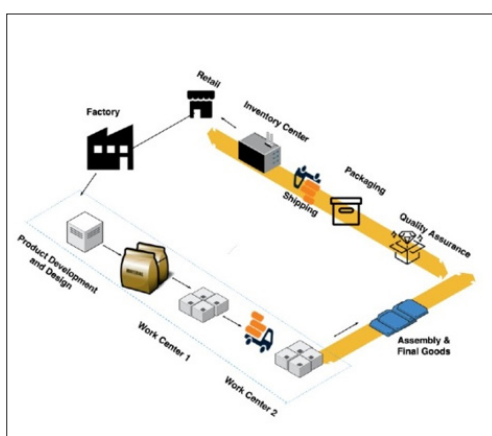 Retail
Factory
Inventory Center
Packaging
Shipping
Quality Assurance
Product Development
and Design
Work Center 1
Work Center 2
Assembly &
Final Goods